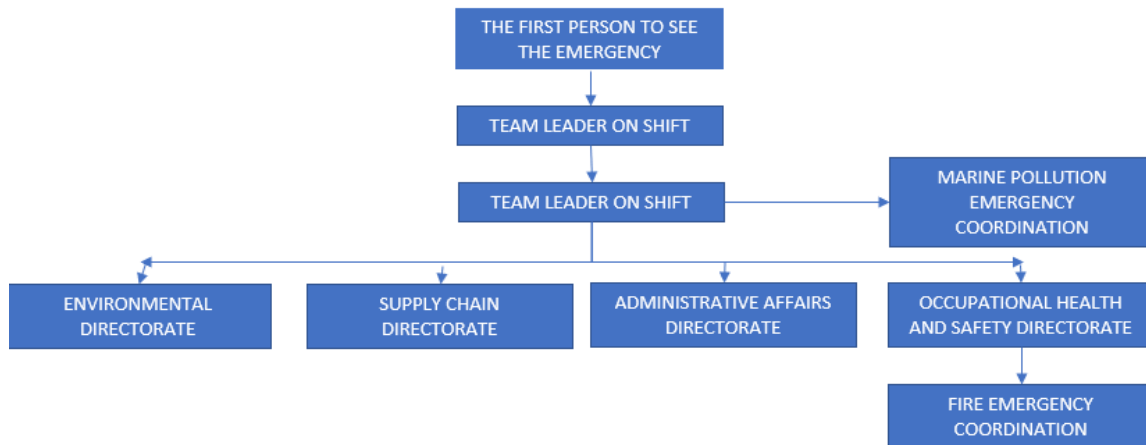 THE FIRST PERSON TO SEE
THE EMERGENCY
TEAM LEADER ON SHIFT
TEAM LEADER ON SHIFT
MARINE POLLUTION
EMERGENCY
COORDINATION
ENVIRONMENTAL
DIRECTORATE
SUPPLY CHAIN
DIRECTORATE
ADMINISTRATIVE AFFAIRS
DIRECTORATE
OCCUPATIONAL HEALTH
AND SAFETY DIRECTORATE
FIRE EMERGENCY
COORDINATION